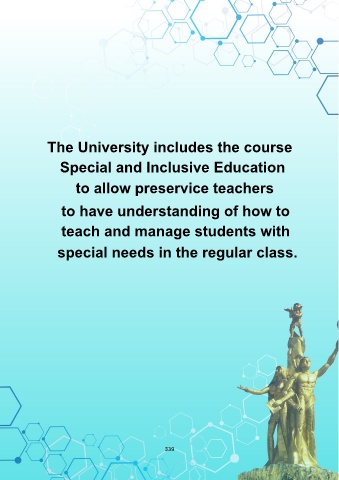 The University includes the course
Special and Inclusive Education
to allow preservice teachers
to have understanding of how to
teach and manage students with
special needs in the regular class.
339